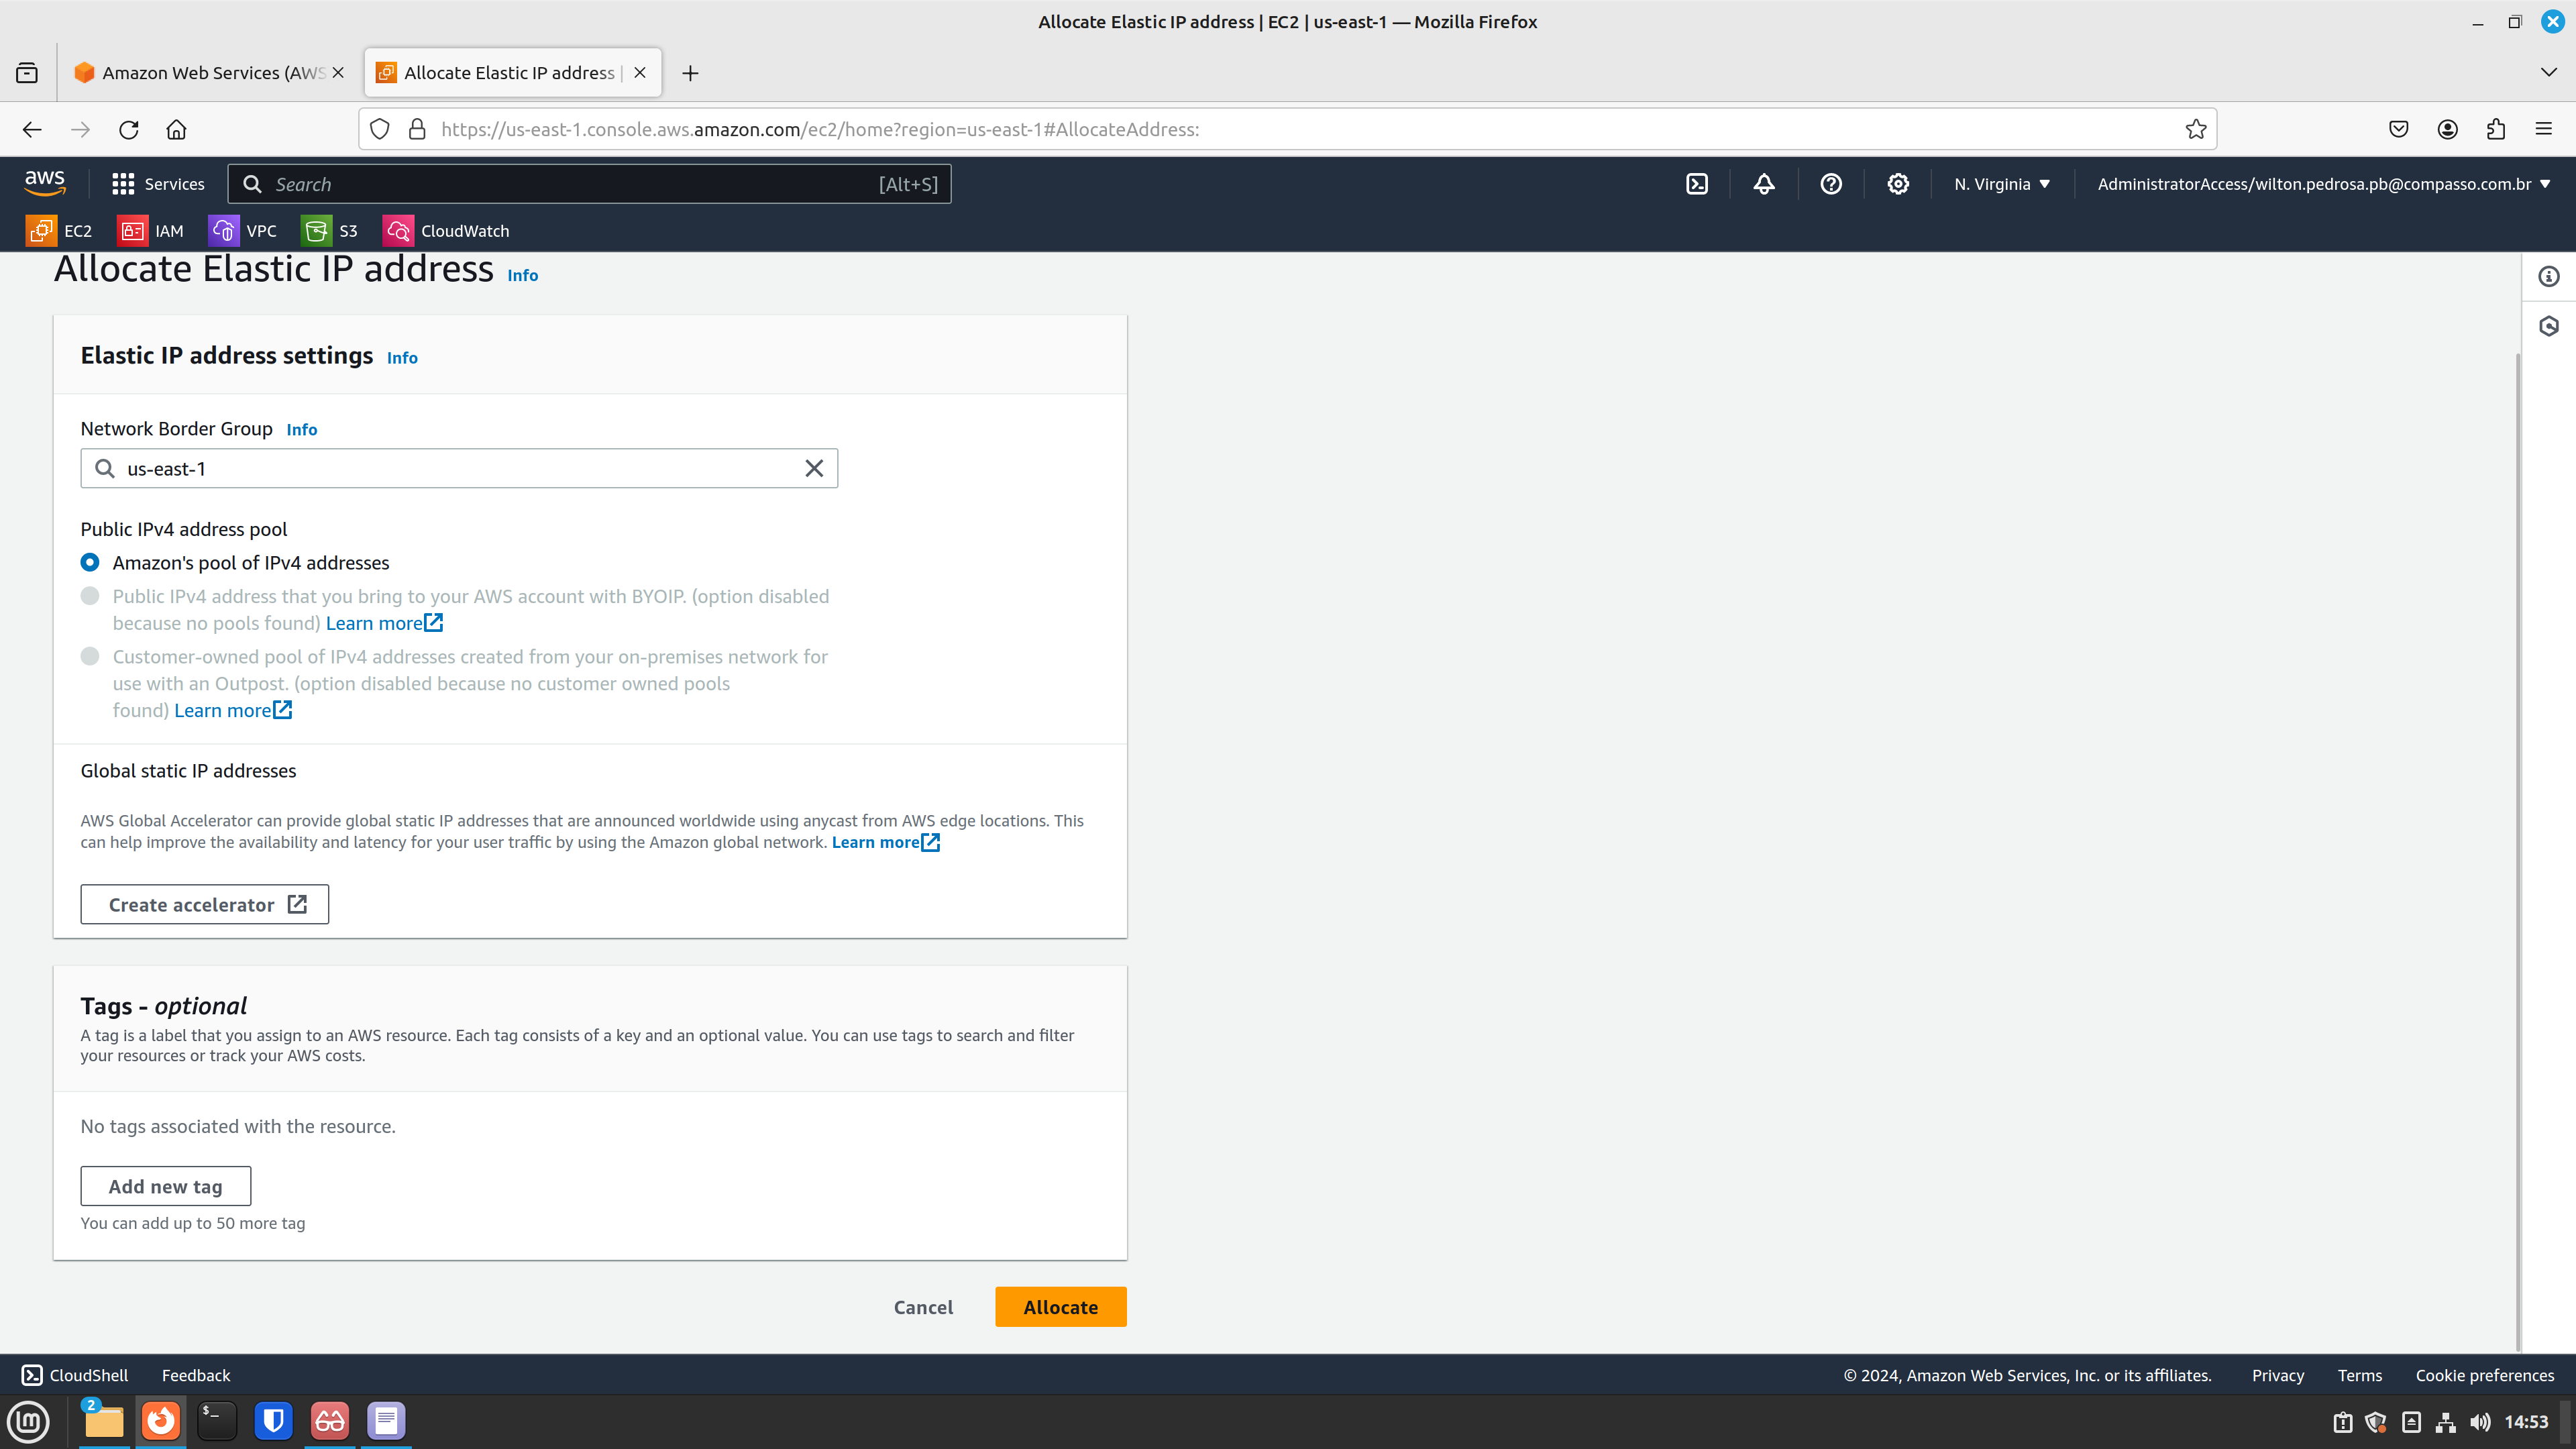 Allocate Elastic IP address | EC2 | us-east-1 — Mozilla Firefox
Amazon Web Services (AWS
Allocate Elastic IP address |
https://us-east-1.console.aws.amazon.com/ec2/home?region=us-east-1#AllocateAddress:
aws
Services
Search
[Alt+S]
N. Virginia
AdministratorAccess/wilton.pedrosa.pb@compasso.com.br
EC2
IAM
VPC
S3
CloudWatch
Allocate Elastic IP address Info
Elastic IP address settings Info
Network Border Group Info
us-east-1
Public IPv4 address pool
Amazon's pool of IPv4 addresses
Public IPv4 address that you bring to your AWS account with BYOIP. (option disabled
because no pools found) Learn more
Customer-owned pool of IPv4 addresses created from your on-premises network for
use with an Outpost. (option disabled because no customer owned pools
found) Learn more
Global static IP addresses
AWS Global Accelerator can provide global static IP addresses that are announced worldwide using anycast from AWS edge locations. This
can help improve the availability and latency for your user traffic by using the Amazon global network. Learn more
Create accelerator
Tags - optional
A tag is a label that you assign to an AWS resource. Each tag consists of a key and an optional value. You can use tags to search and filter
your resources or track your AWS costs.
No tags associated with the resource.
Add new tag
You can add up to 50 more tag
Cancel
Allocate
CloudShell
Feedback
© 2024, Amazon Web Services, Inc. or its affiliates.
Privacy
Terms
Cookie preferences
2
$_
14:53